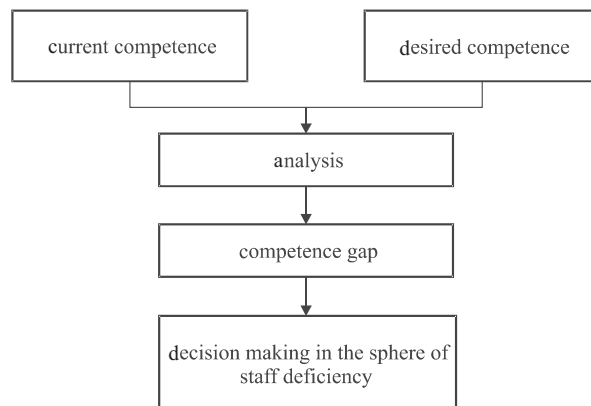 current competence
desired competence
analysis
competence gap
decision making in the sphere of
staff deficiency